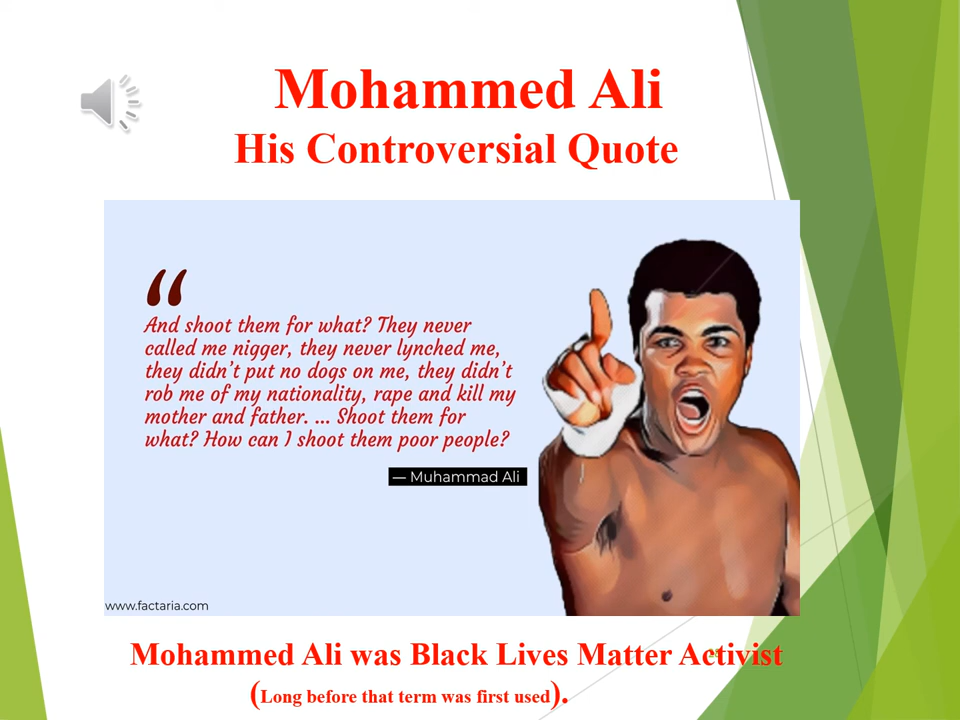 Mohammed Ali
His Controversial Quote
“
And shoot them for what? They never
called me nigger, they never lynched me,
they didn't put no dogs on me, they didn't
rob me of my nationality, rape and kill my
mother and father. ... Shoot them for
what? How can I shoot them poor people?
— Muhammad Ali
www.factaria.com
Mohammed Ali was Black Lives Matter Activist
(Long before that term was first used).